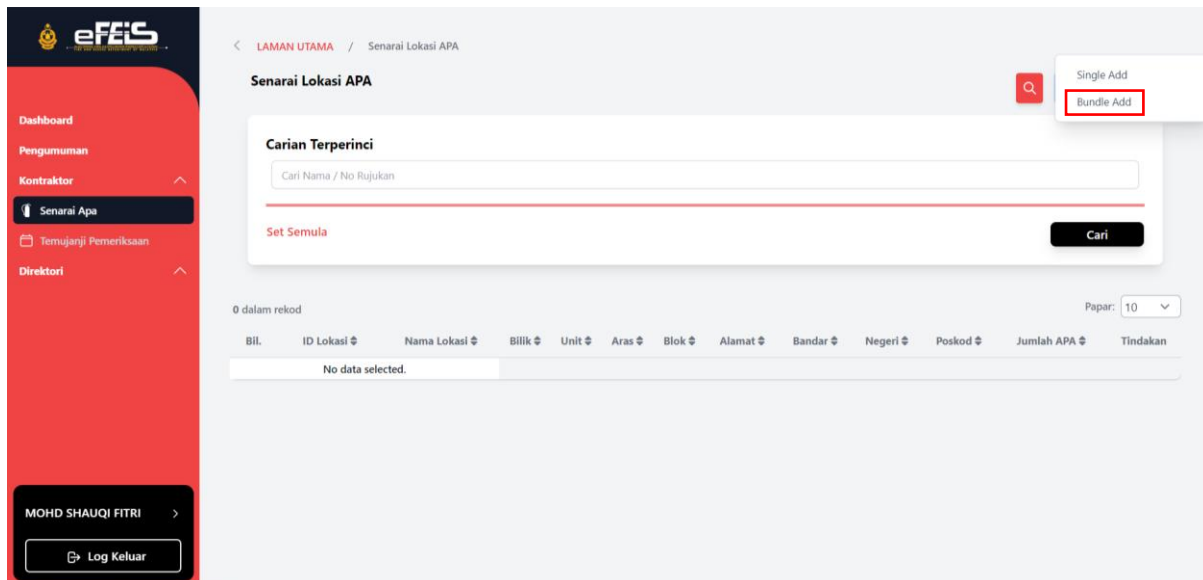 eFEiS
LAMAN UTAMA / Senarai Lokasi APA
Senarai Lokasi APA
Single Add
Bundle Add
Dashboard
Pengumuman
Kontraktor
Senarai Apa
Temujanji Pemeriksaan
Direktori
Carian Terperinci
Cari Nama / No Rujukan
Set Semula
Cari
0 dalam rekod
Papar: 10
Bil. ID Lokasi Nama Lokasi Bilik Unit Aras Blok Alamat Bandar Negeri Poskod Jumlah APA Tindakan
No data selected.
MOHD SHAUQI FITRI
Log Keluar